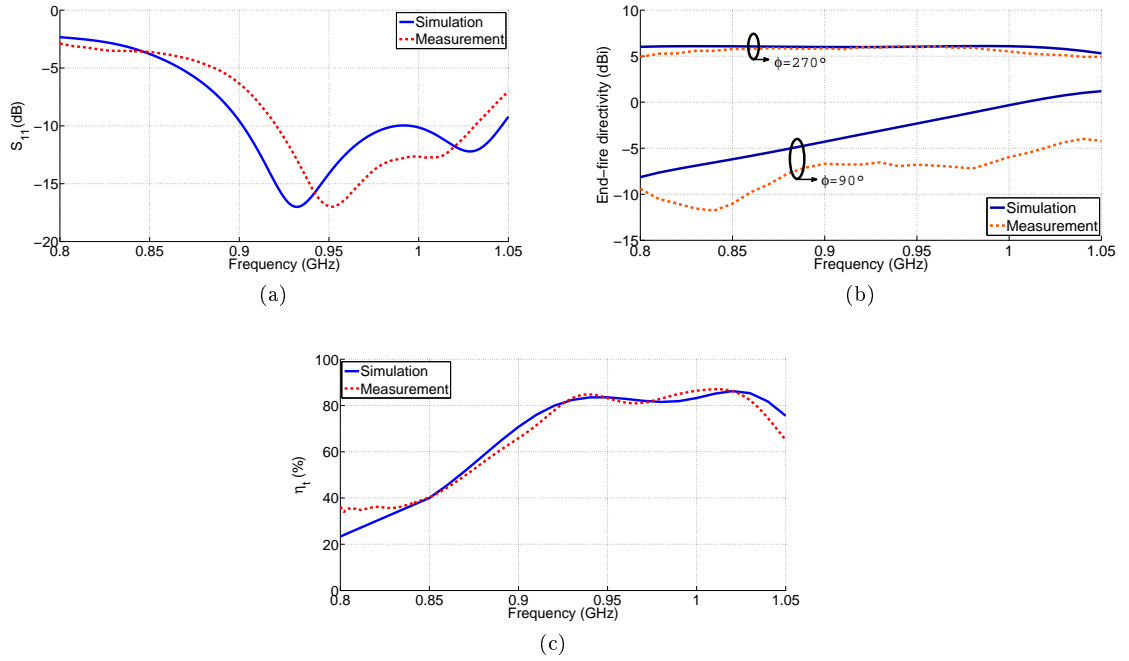 0
−5
−10
−15
−20
S11 (dB)
0.8
0.85
0.9
0.95
1
1.05
Frequency (GHz)
Simulation
Measurement
(a)
10
5
0
−5
−10
−15
End−fire directivity (dBi)
ϕ=270°
ϕ=90°
0.8
0.85
0.9
0.95
1
1.05
Frequency (GHz)
Simulation
Measurement
(b)
100
80
60
40
20
0
ηt (%)
Simulation
Measurement
0.8
0.85
0.9
0.95
1
1.05
Frequency (GHz)
(c)